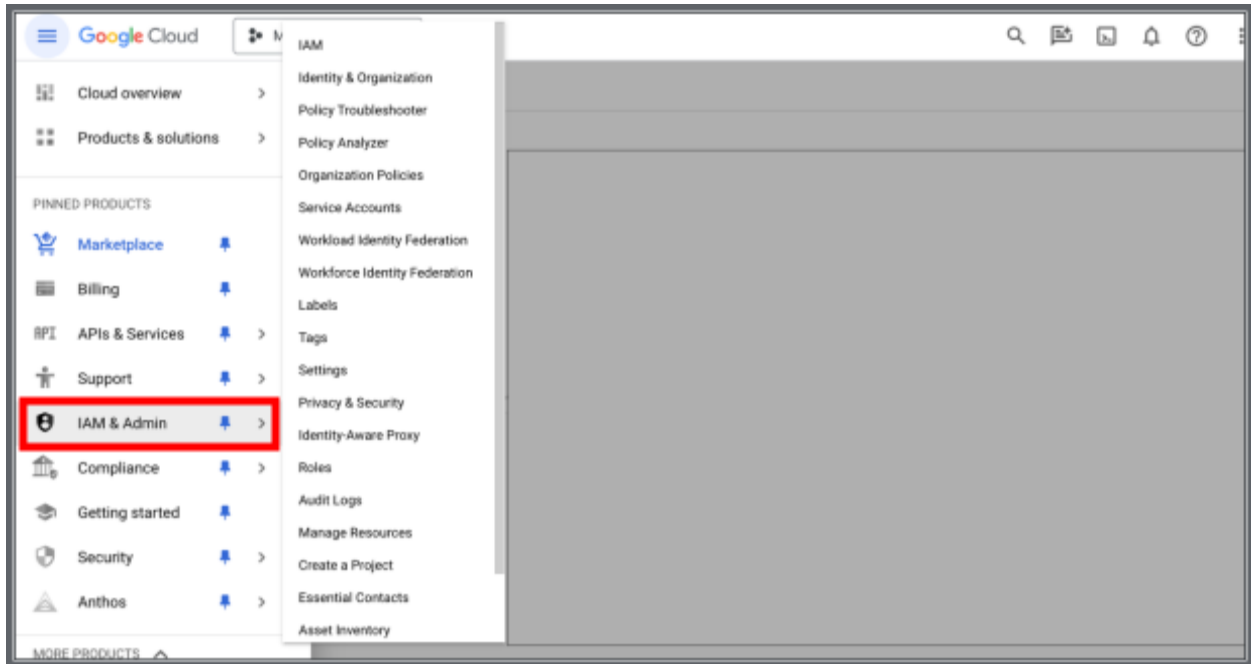 Google Cloud
Cloud overview
Products & solutions
PINNED PRODUCTS
Marketplace
Billing
API APIs & Services
Support
IAM & Admin
Compliance
Getting started
Security
Anthos
MORE PRODUCTS
IAM
Identity & Organization
Policy Troubleshooter
Policy Analyzer
Organization Policies
Service Accounts
Workload Identity Federation
Workforce Identity Federation
Labels
Tags
Settings
Privacy & Security
Identity-Aware Proxy
Roles
Audit Logs
Manage Resources
Create a Project
Essential Contacts
Asset Inventory